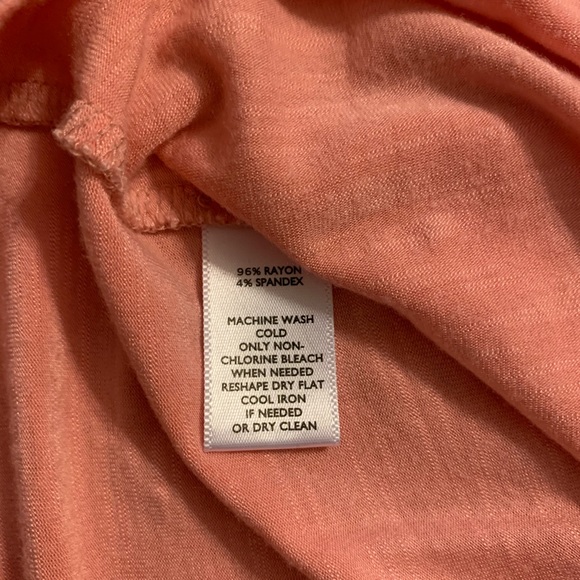 96% RAYON
4% SPANDEX
MACHINE WASH
COLD
ONLY NON-
CHLORINE BLEACH
WHEN NEEDED
RESHAPE DRY FLAT
COOL IRON
IF NEEDED
OR DRY CLEAN